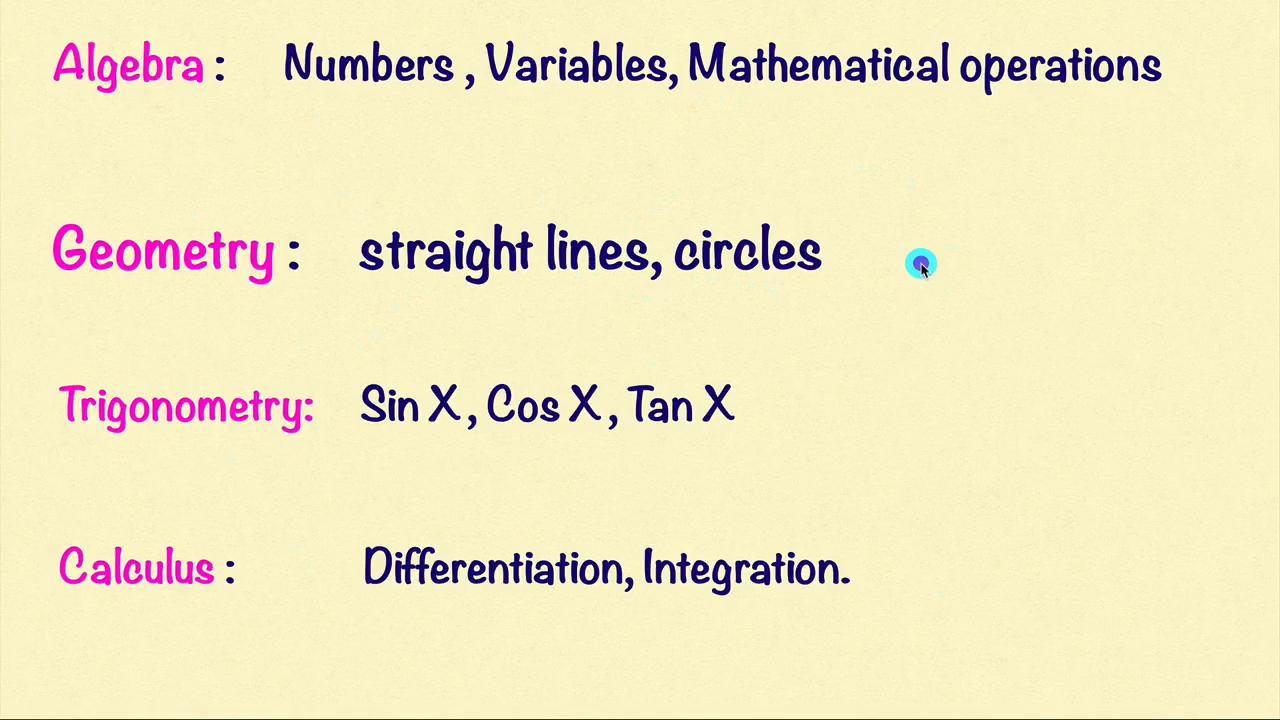 Algebra : Numbers , Variables, Mathematical operations
Geometry : straight lines, circles
Trigonometry: Sin X , Cos X , Tan X
Calculus : Differentiation, Integration.